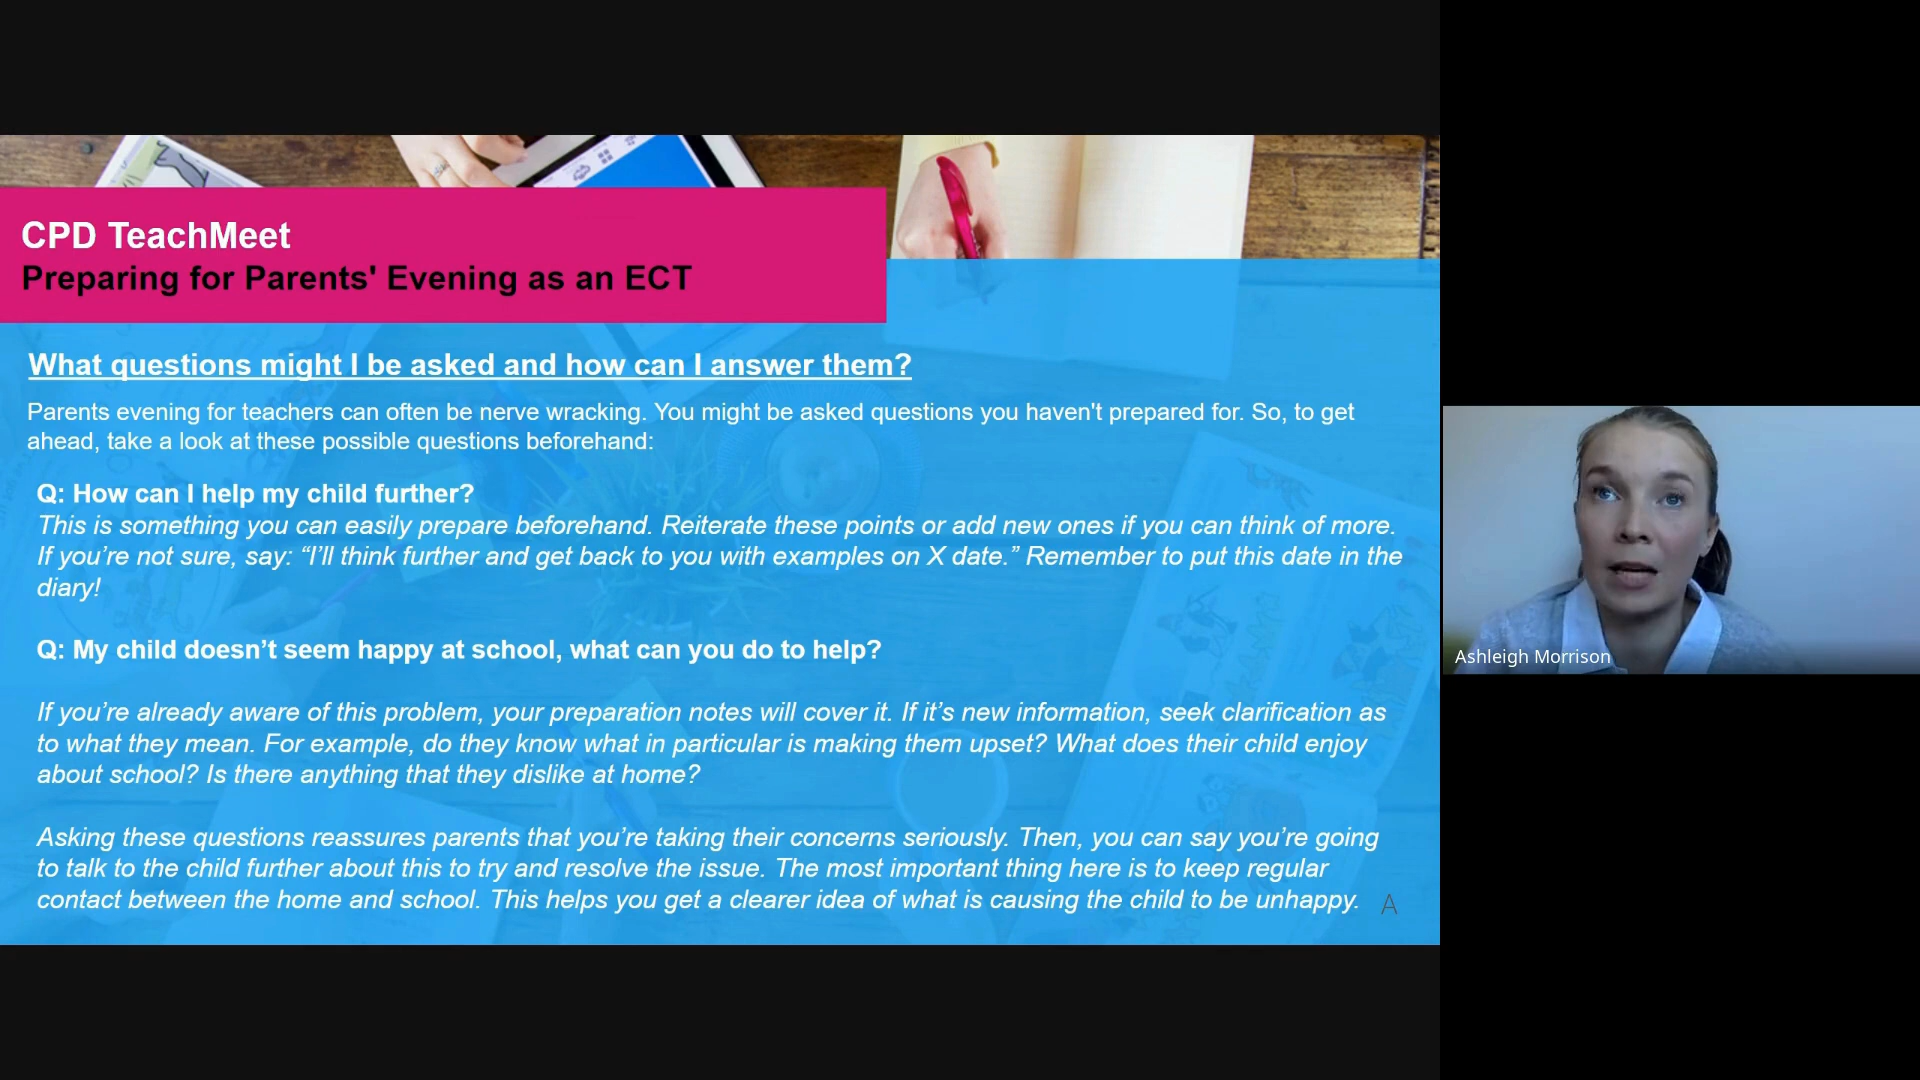 CPD TeachMeet
Preparing for Parents' Evening as an ECT
What questions might I be asked and how can I answer them?
Parents evening for teachers can often be nerve wracking. You might be asked questions you haven't prepared for. So, to get
ahead, take a look at these possible questions beforehand:
Q: How can I help my child further?
This is something you can easily prepare beforehand. Reiterate these points or add new ones if you can think of more.
If you’re not sure, say: “I’ll think further and get back to you with examples on X date.” Remember to put this date in the
diary!
Q: My child doesn’t seem happy at school, what can you do to help?
If you’re already aware of this problem, your preparation notes will cover it. If it’s new information, seek clarification as
to what they mean. For example, do they know what in particular is making them upset? What does their child enjoy
about school? Is there anything that they dislike at home?
Asking these questions reassures parents that you’re taking their concerns seriously. Then, you can say you’re going
to talk to the child further about this to try and resolve the issue. The most important thing here is to keep regular
contact between the home and school. This helps you get a clearer idea of what is causing the child to be unhappy.
A
Ashleigh Morrison